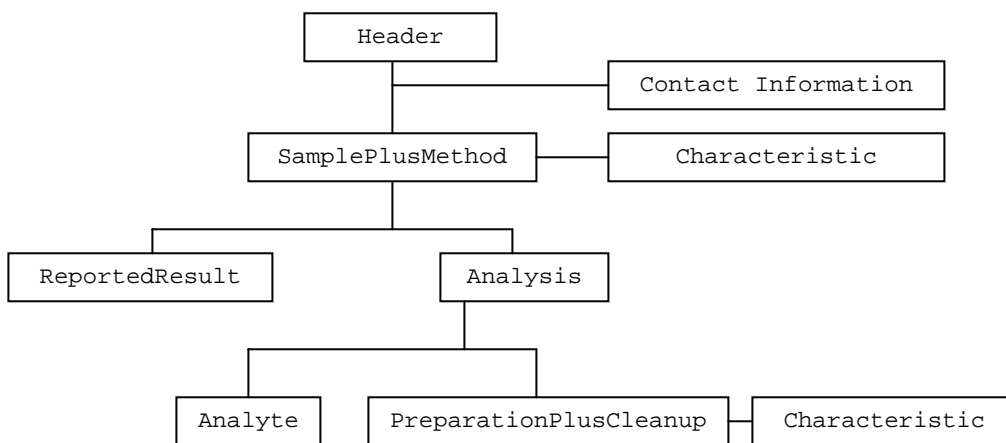 Header
Contact Information
SamplePlusMethod
Characteristic
ReportedResult
Analysis
Analyte
PreparationPlusCleanup
Characteristic